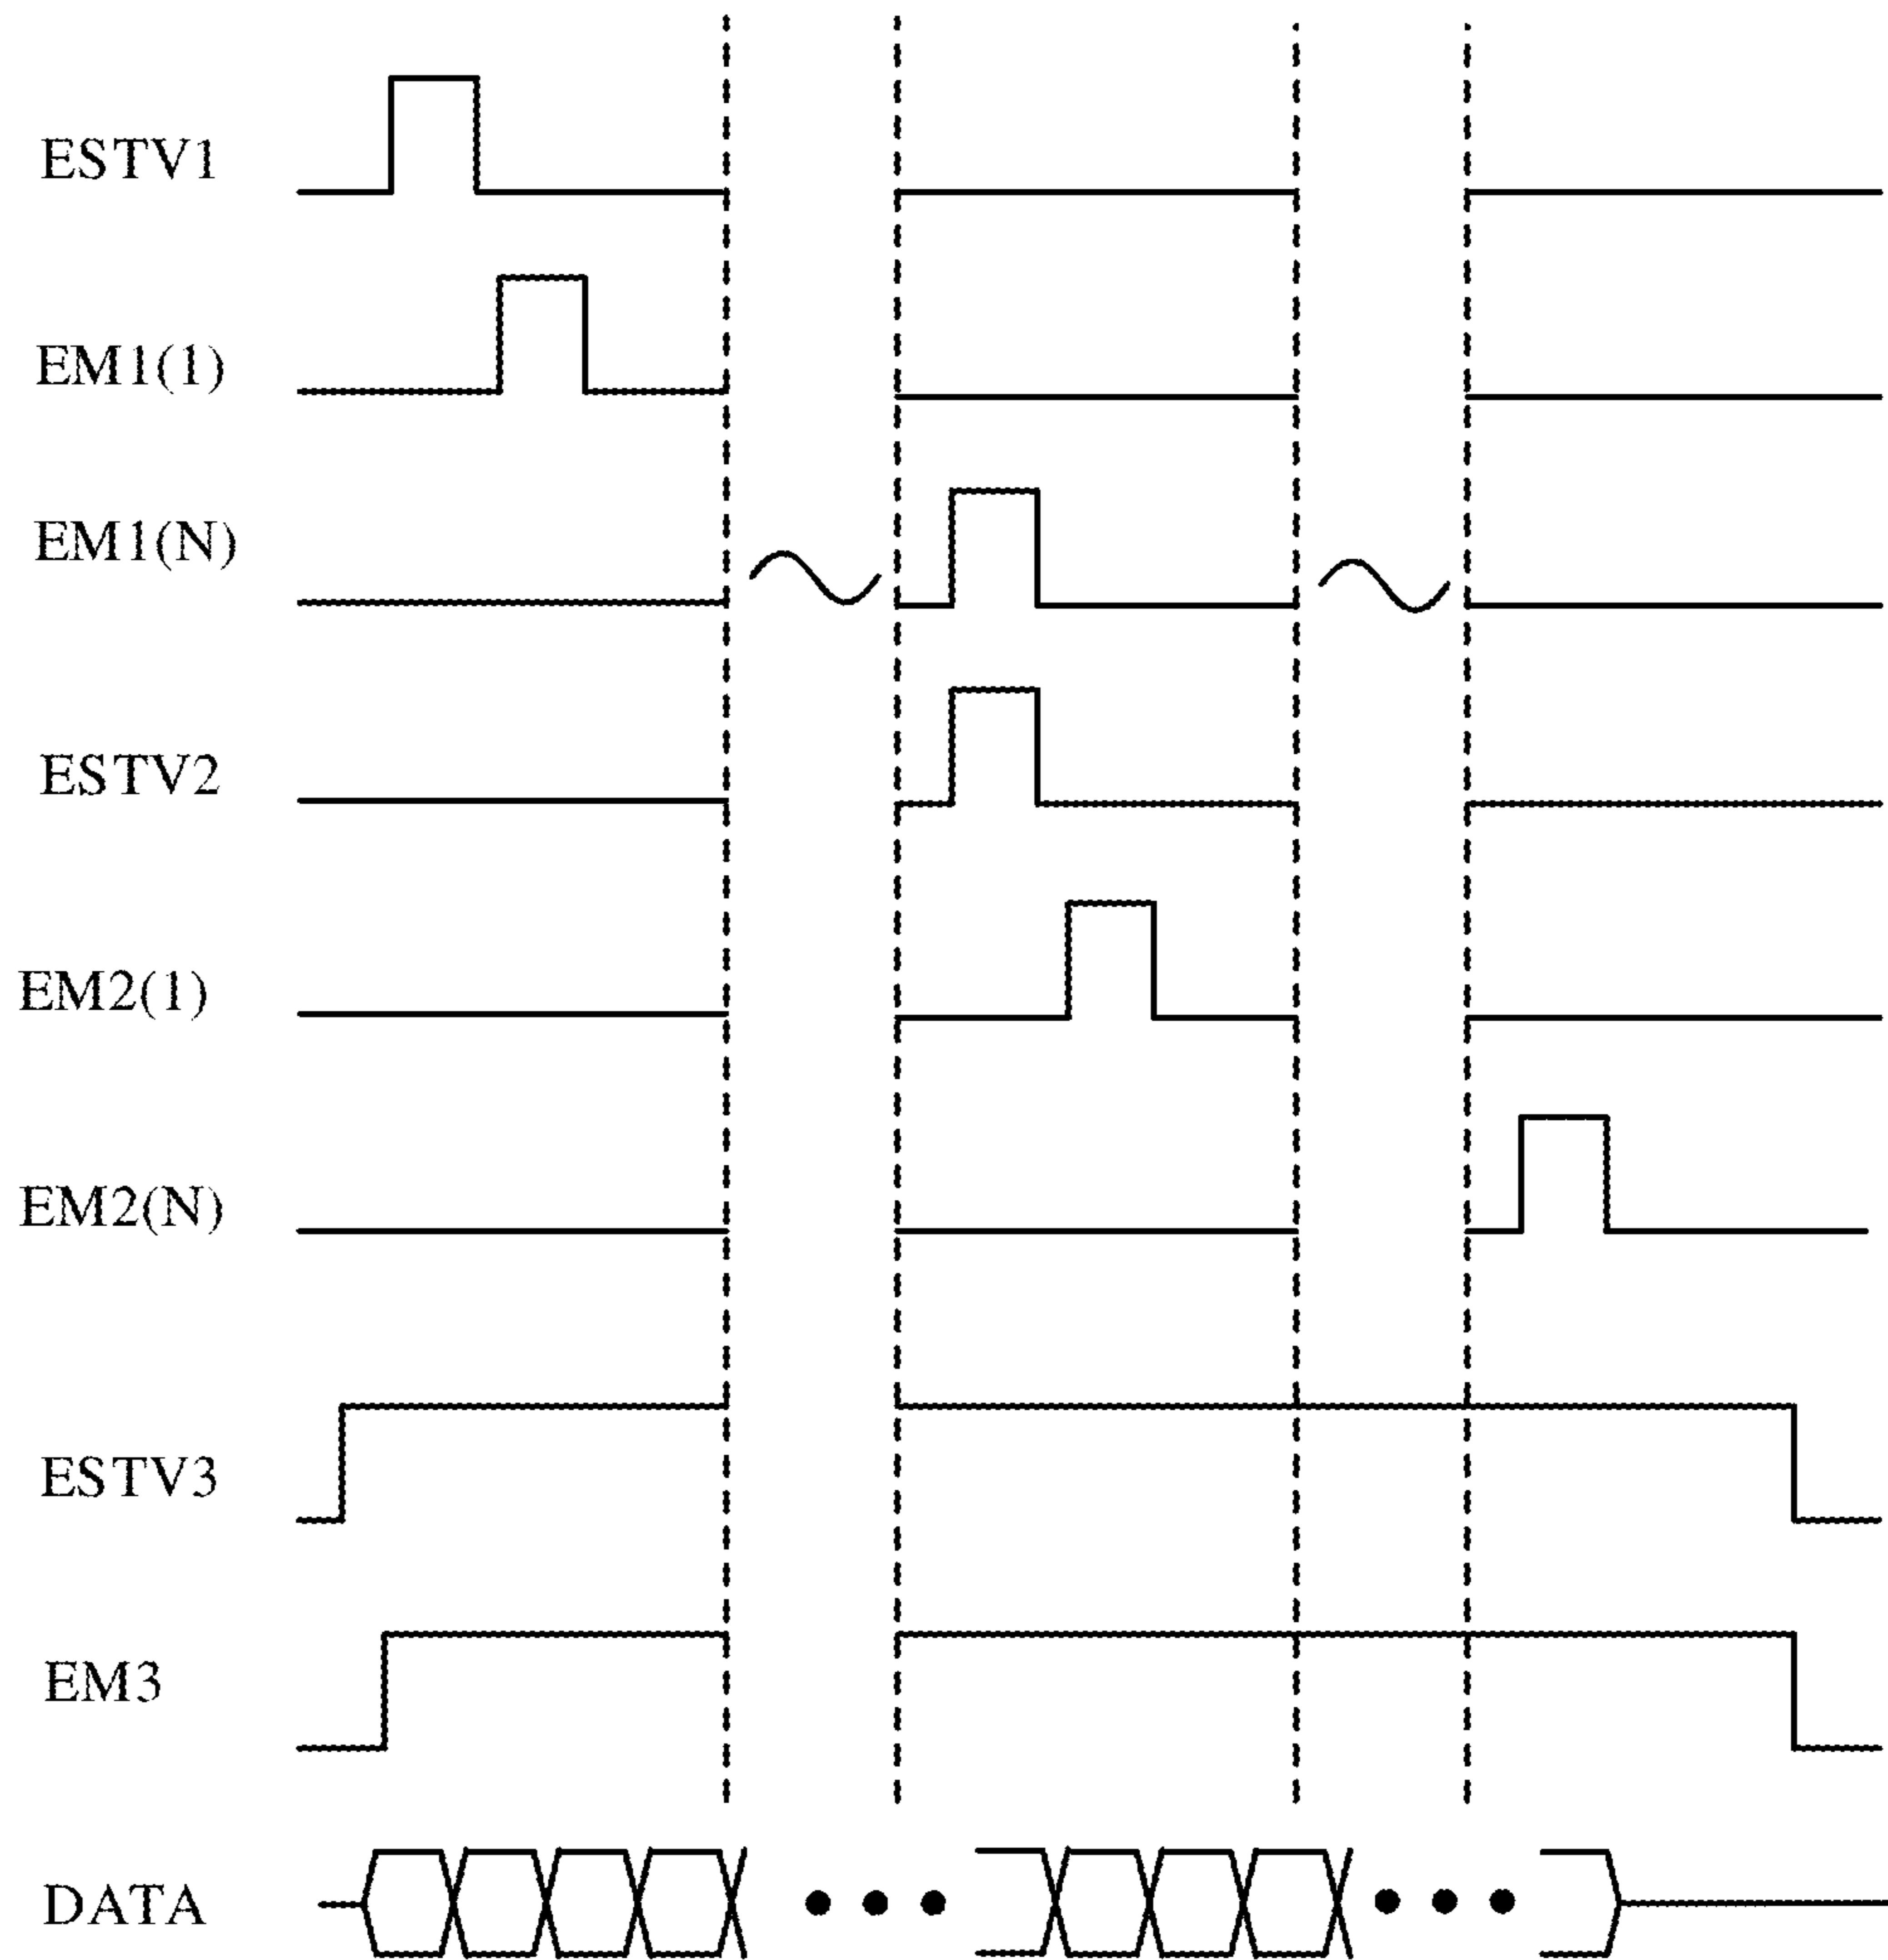 ESTV1
EM1(1)
EM1(N)
ESTV2
EM2(1)
EM2(N)
ESTV3
EM3
DATA